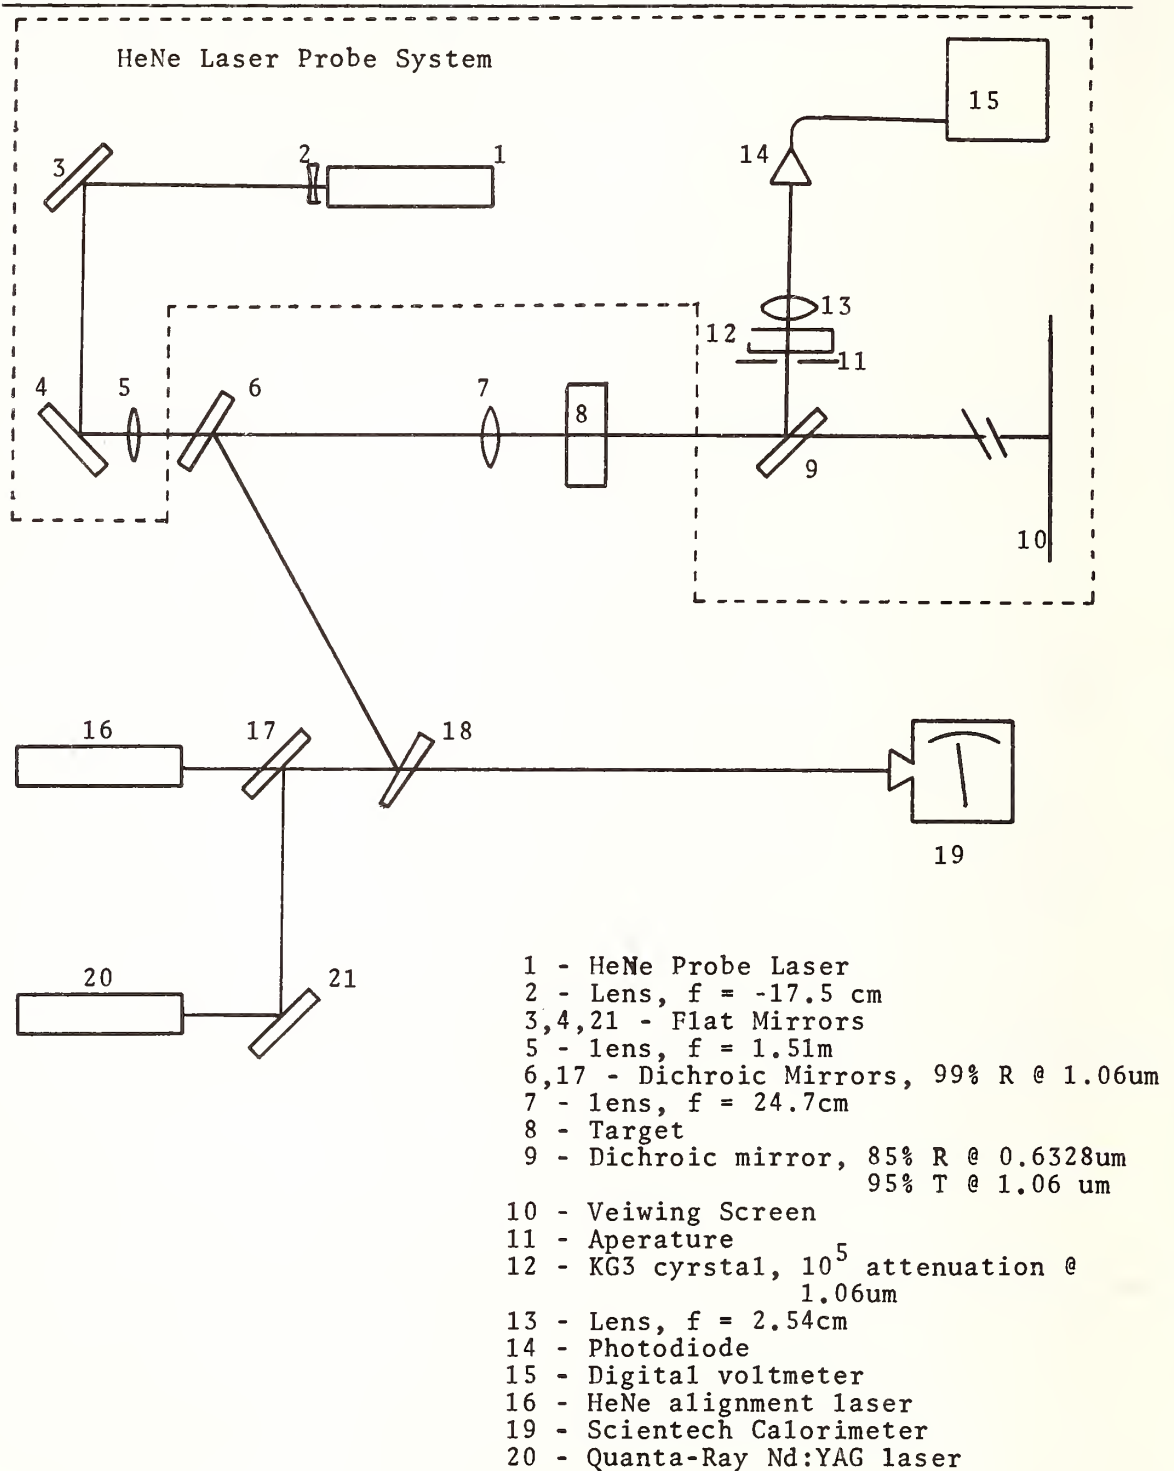 HeNe Laser Probe System
15
3
2
1
14
13
12
11
4
5
6
7
8
9
10
16
17
18
19
20
21
1 - HeNe Probe Laser
2 - Lens, f = -17.5 cm
3,4,21 - Flat Mirrors
5 - lens, f = 1.51m
6,17 - Dichroic Mirrors, 99% R @ 1.06um
7 - lens, f = 24.7cm
8 - Target
9 - Dichroic mirror, 85% R @ 0.6328um
95% T @ 1.06 um
10 - Veiwing Screen
11 - Aperature
12 - KG3 cyrstal, 10^5 attenuation @
1.06um
13 - Lens, f = 2.54cm
14 - Photodiode
15 - Digital voltmeter
16 - HeNe alignment laser
19 - Scientech Calorimeter
20 - Quanta-Ray Nd:YAG laser